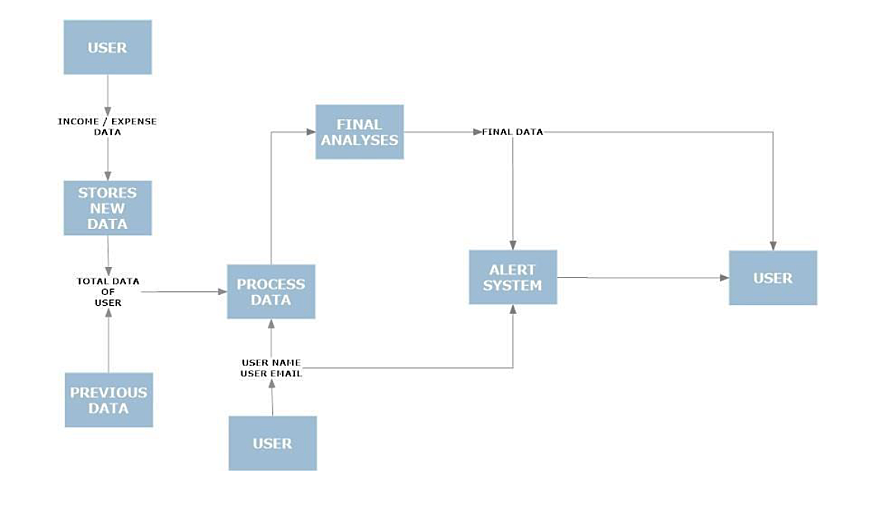 USER
INCOME / EXPENSE
DATA
STORES
NEW
DATA
TOTAL DATA
OF
USER
PREVIOUS
DATA
PROCESS
DATA
USER NAME
USER EMAIL
USER
FINAL
ANALYSES
FINAL DATA
ALERT
SYSTEM
USER